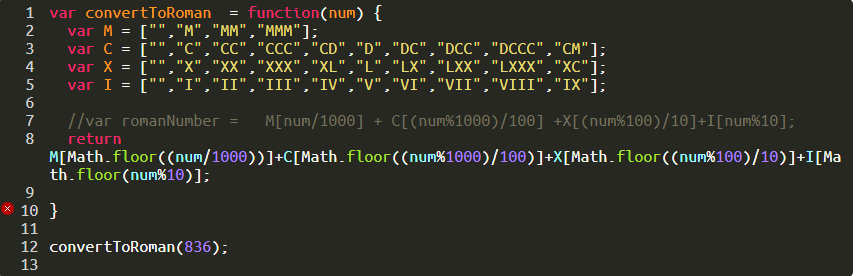 1 var convertToRoman  = function(num) {
2   var M = ["","M","MM","MMM"];
3   var C = ["","C","CC","CCC","CD","D","DC","DCC","DCCC","CM"];
4   var X = ["","X","XX","XXX","XL","L","LX","LXX","LXXX","XC"];
5   var I = ["","I","II","III","IV","V","VI","VII","VIII","IX"];
6
7   //var romanNumber =   M[num/1000] + C[(num%1000)/100] +X[(num%100)/10]+I[num%10];
8   return
M[Math.floor((num/1000))]+C[Math.floor((num%1000)/100)]+X[Math.floor((num%100)/10)]+I[Ma
th.floor(num%10)];
9
10 }
11
12 convertToRoman(836);
13